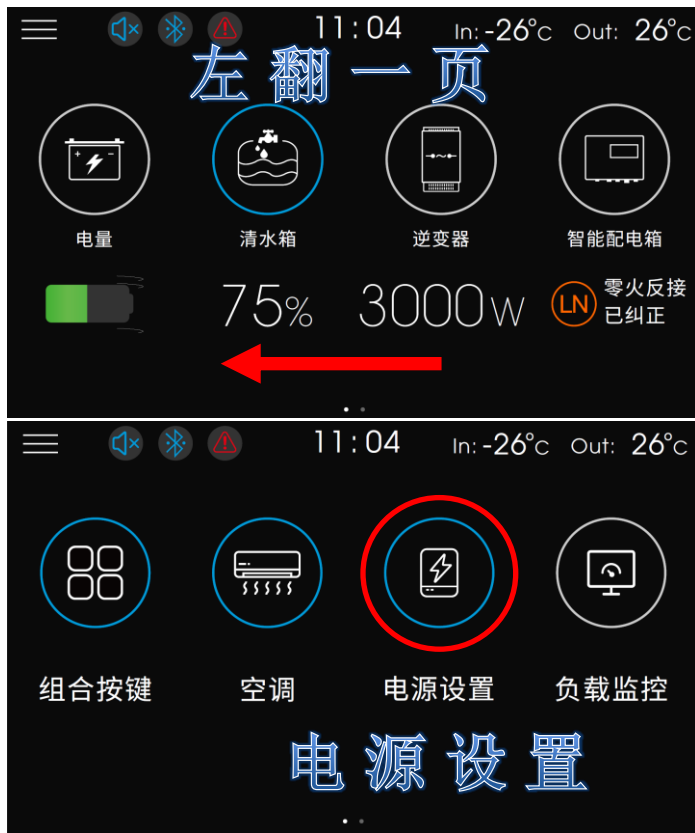 11:04 In: -26°C Out: 26°C
左翻一页
电量 清水箱 逆变器 智能配电箱
75% 3000W LN 零火反接
已纠正
11:04 In: -26°C Out: 26°C
组合按键 空调 电源设置 负载监控
电源设置